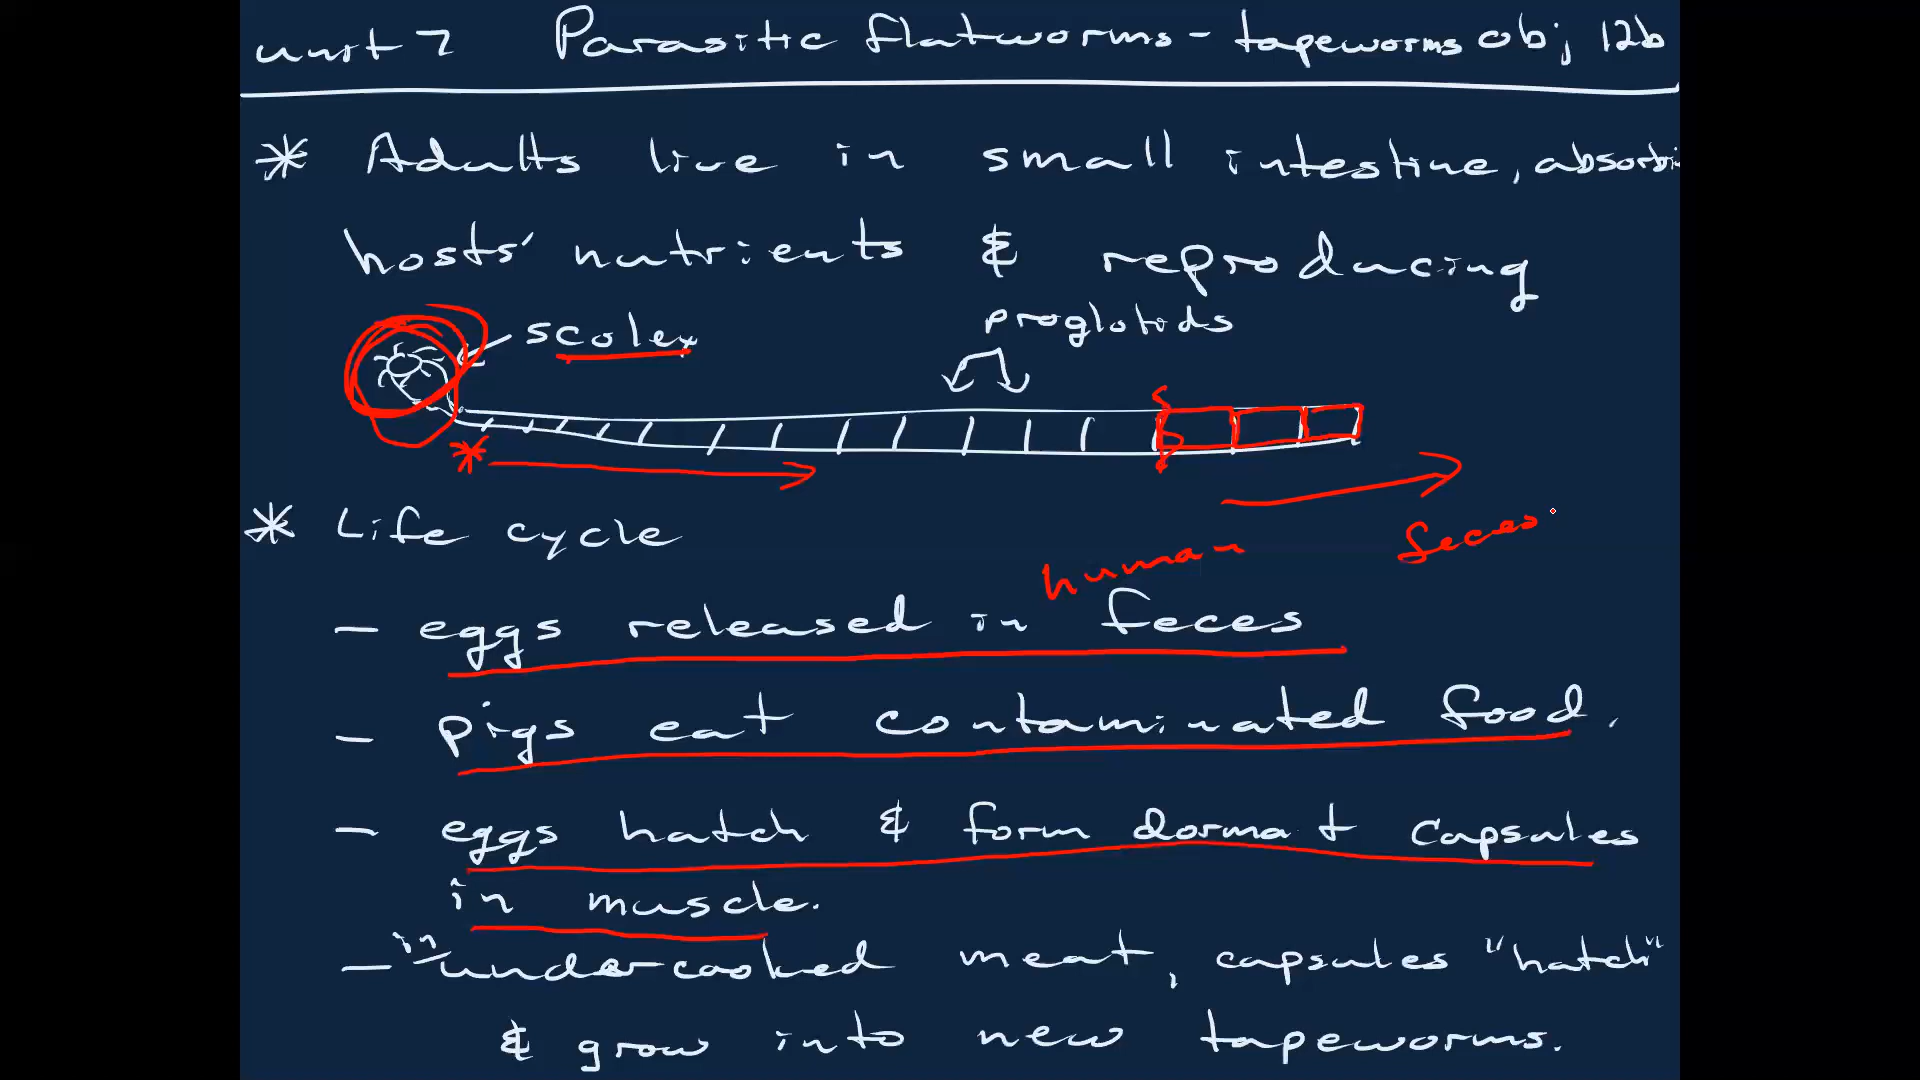 unit 7 Parasitic flatworms - tapeworms obj 12b
* Adults live in small intestine, absorbi
hosts' nutrients & reproducing
scolex
proglotids
* Life cycle
feces
human
- eggs released in feces
- pigs eat contaminated food.
- eggs hatch & form dormat capsules
in muscle.
- in undercooked meat, capsules "hatch"
& grow into new tapeworms.